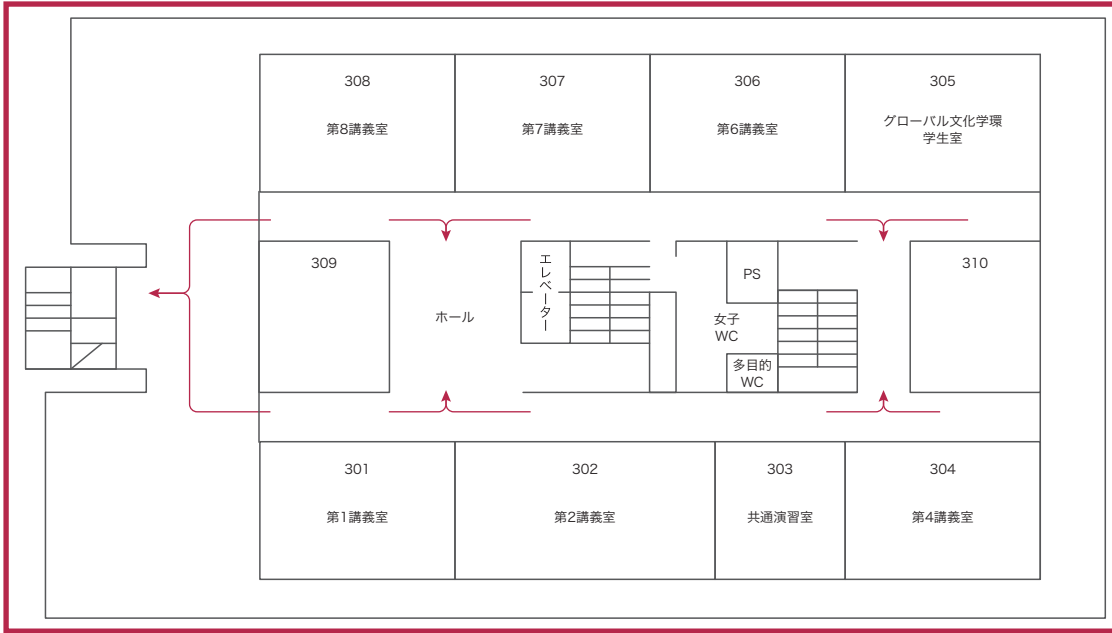 308
第8講義室
307
第7講義室
306
第6講義室
305
グローバル文化学環
学生室
309
ホール
エレベーター
PS
女子
WC
多目的
WC
310
301
第1講義室
302
第2講義室
303
共通演習室
304
第4講義室